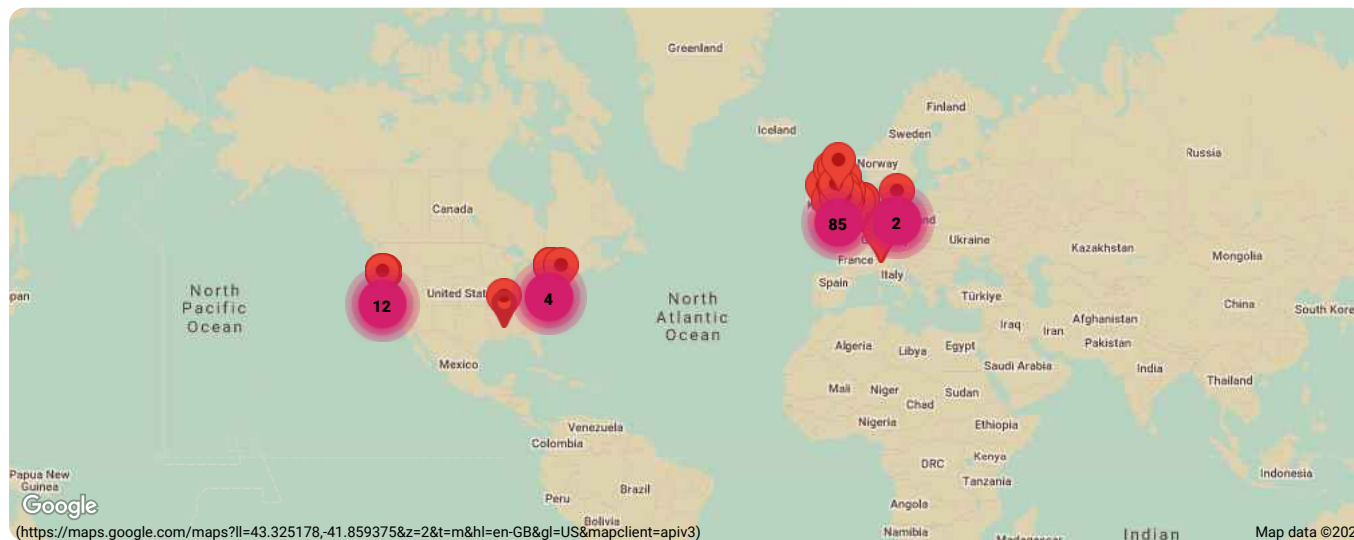 Greenland
Finland
Iceland
Sweden
Norway
Russia
Canada
85
2
Ukraine
Kazakhstan
France
Mongolia
Italy
Spain
pan
North
Pacific
Ocean
United Stat
12
4
North
Atlantic
Ocean
Türkiye
China
South Kore
Afghanistan
Iraq
Iran
Pakistan
Algeria
Libya
Egypt
Saudi Arabia
India
Mexico
Thailand
Mali
Niger
Sudan
Chad
Nigeria
Ethiopia
Venezuela
Colombia
Kenya
DRC
Tanzania
Papua New
Guinea
Indonesia
Peru
Brazil
Angola
Google
Bolivia
Namibia
Indian
(https://maps.google.com/maps?ll=43.325178,-41.859375&z=2&t=m&hl=en-GB&gl=US&mapclient=apiv3)
Map data ©202